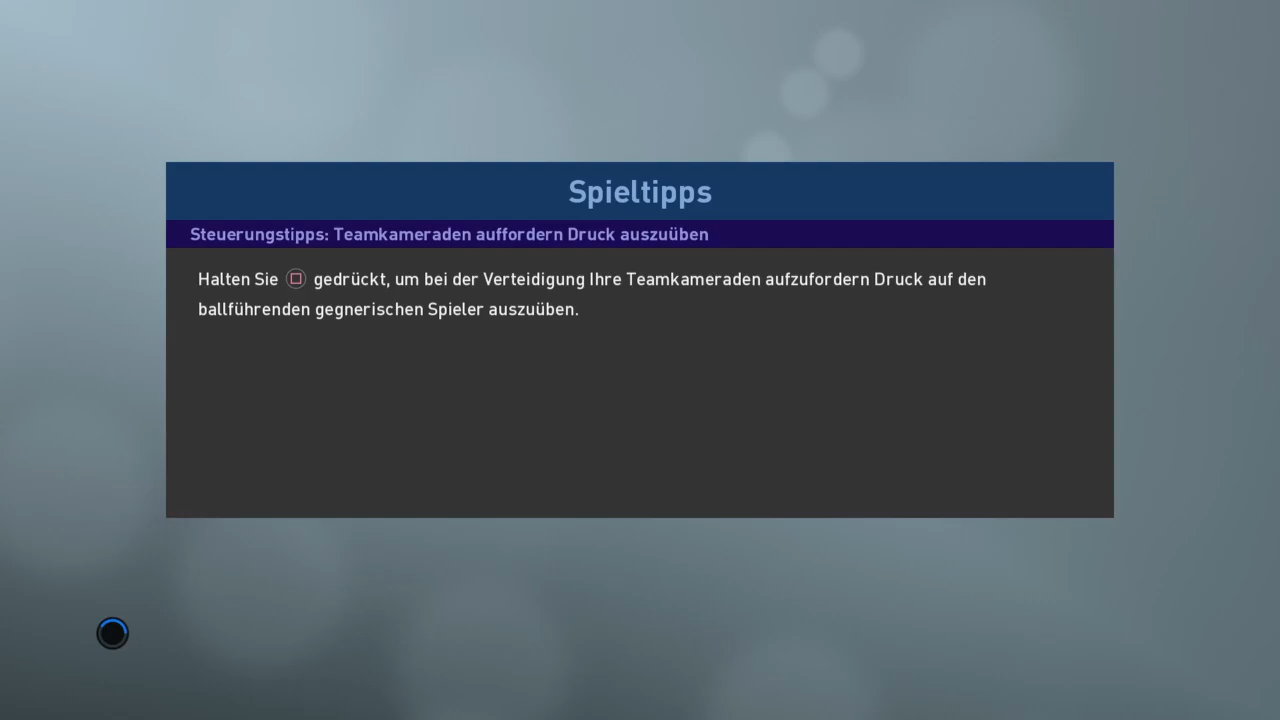 Spieltipps
Steuerungstipps: Teamkameraden auffordern Druck auszuüben
Halten Sie □ gedrückt, um bei der Verteidigung Ihre Teamkameraden aufzufordern Druck auf den
ballführenden gegnerischen Spieler auszuüben.